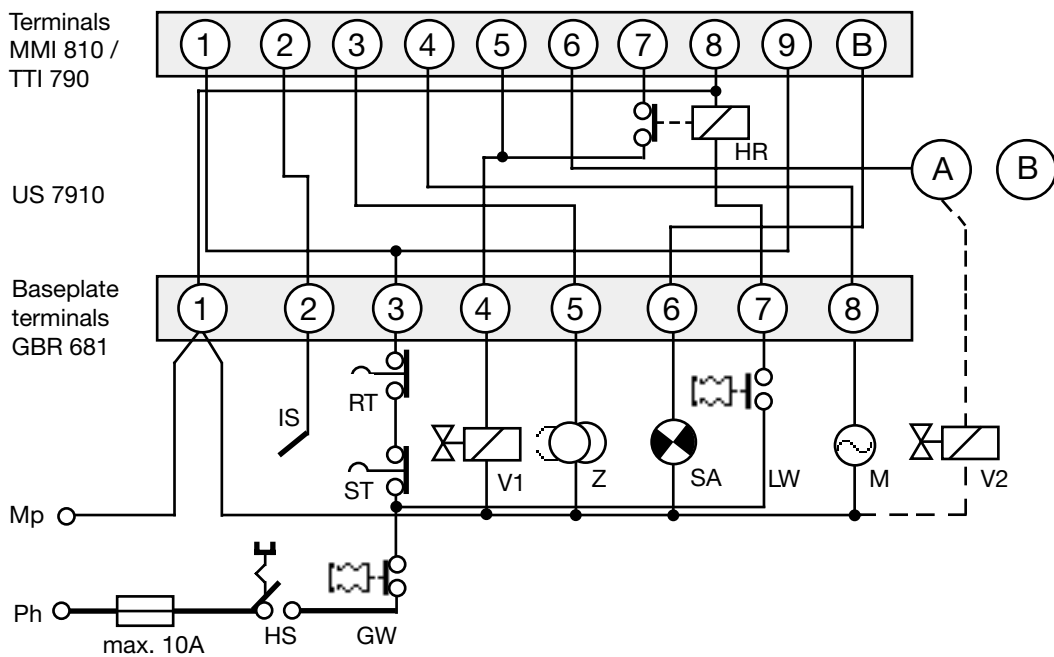 Terminals
MMI 810 /
TTI 790
1 2 3 4 5 6 7 8 9 B
HR
A B
US 7910
Baseplate
terminals
GBR 681
1 2 3 4 5 6 7 8
IS
RT
ST
V1
Z
SA
LW
M
V2
Mp
Ph
max. 10A
HS
GW